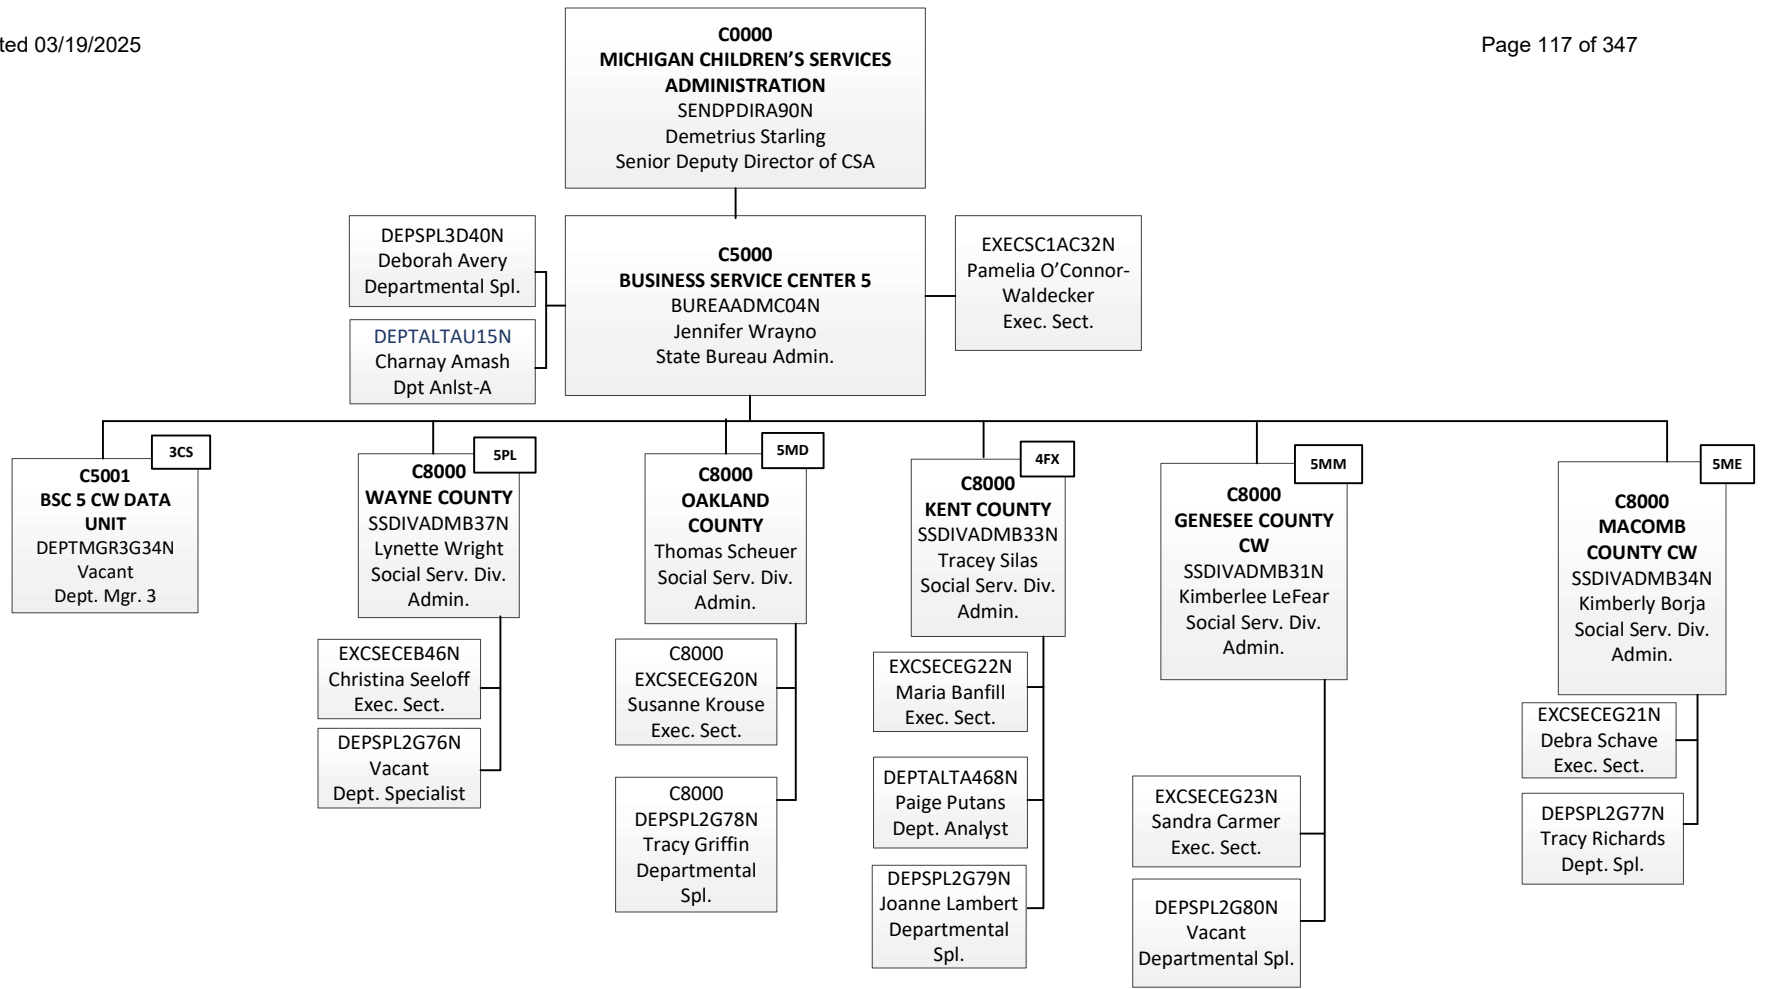 ted 03/19/2025
Page 117 of 347
C0000
MICHIGAN CHILDREN'S SERVICES
ADMINISTRATION
SENDPDIRA90N
Demetrius Starling
Senior Deputy Director of CSA
DEPSPL3D40N
Deborah Avery
Departmental Spl.
DEPTALTAU15N
Charnay Amash
Dpt Anlst-A
C5000
BUSINESS SERVICE CENTER 5
BUREAADMC04N
Jennifer Wrayno
State Bureau Admin.
EXECSC1AC32N
Pamelia O'Connor-
Waldecker
Exec. Sect.
3CS
C5001
BSC 5 CW DATA
UNIT
DEPTMGR3G34N
Vacant
Dept. Mgr. 3
5PL
C8000
WAYNE COUNTY
SSDIVADMB37N
Lynette Wright
Social Serv. Div.
Admin.
EXCSECEB46N
Christina Seeloff
Exec. Sect.
DEPSPL2G76N
Vacant
Dept. Specialist
5MD
C8000
OAKLAND
COUNTY
Thomas Scheuer
Social Serv. Div.
Admin.
C8000
EXCSECEG20N
Susanne Krouse
Exec. Sect.
C8000
DEPSPL2G78N
Tracy Griffin
Departmental
Spl.
4FX
C8000
KENT COUNTY
SSDIVADMB33N
Tracey Silas
Social Serv. Div.
Admin.
EXCSECEG22N
Maria Banfill
Exec. Sect.
DEPTALTA468N
Paige Putans
Dept. Analyst
DEPSPL2G79N
Joanne Lambert
Departmental
Spl.
5MM
C8000
GENESEE COUNTY
CW
SSDIVADMB31N
Kimberlee LeFear
Social Serv. Div.
Admin.
EXCSECEG23N
Sandra Carmer
Exec. Sect.
DEPSPL2G80N
Vacant
Departmental Spl.
5ME
C8000
MACOMB
COUNTY CW
SSDIVADMB34N
Kimberly Borja
Social Serv. Div.
Admin.
EXCSECEG21N
Debra Schave
Exec. Sect.
DEPSPL2G77N
Tracy Richards
Dept. Spl.